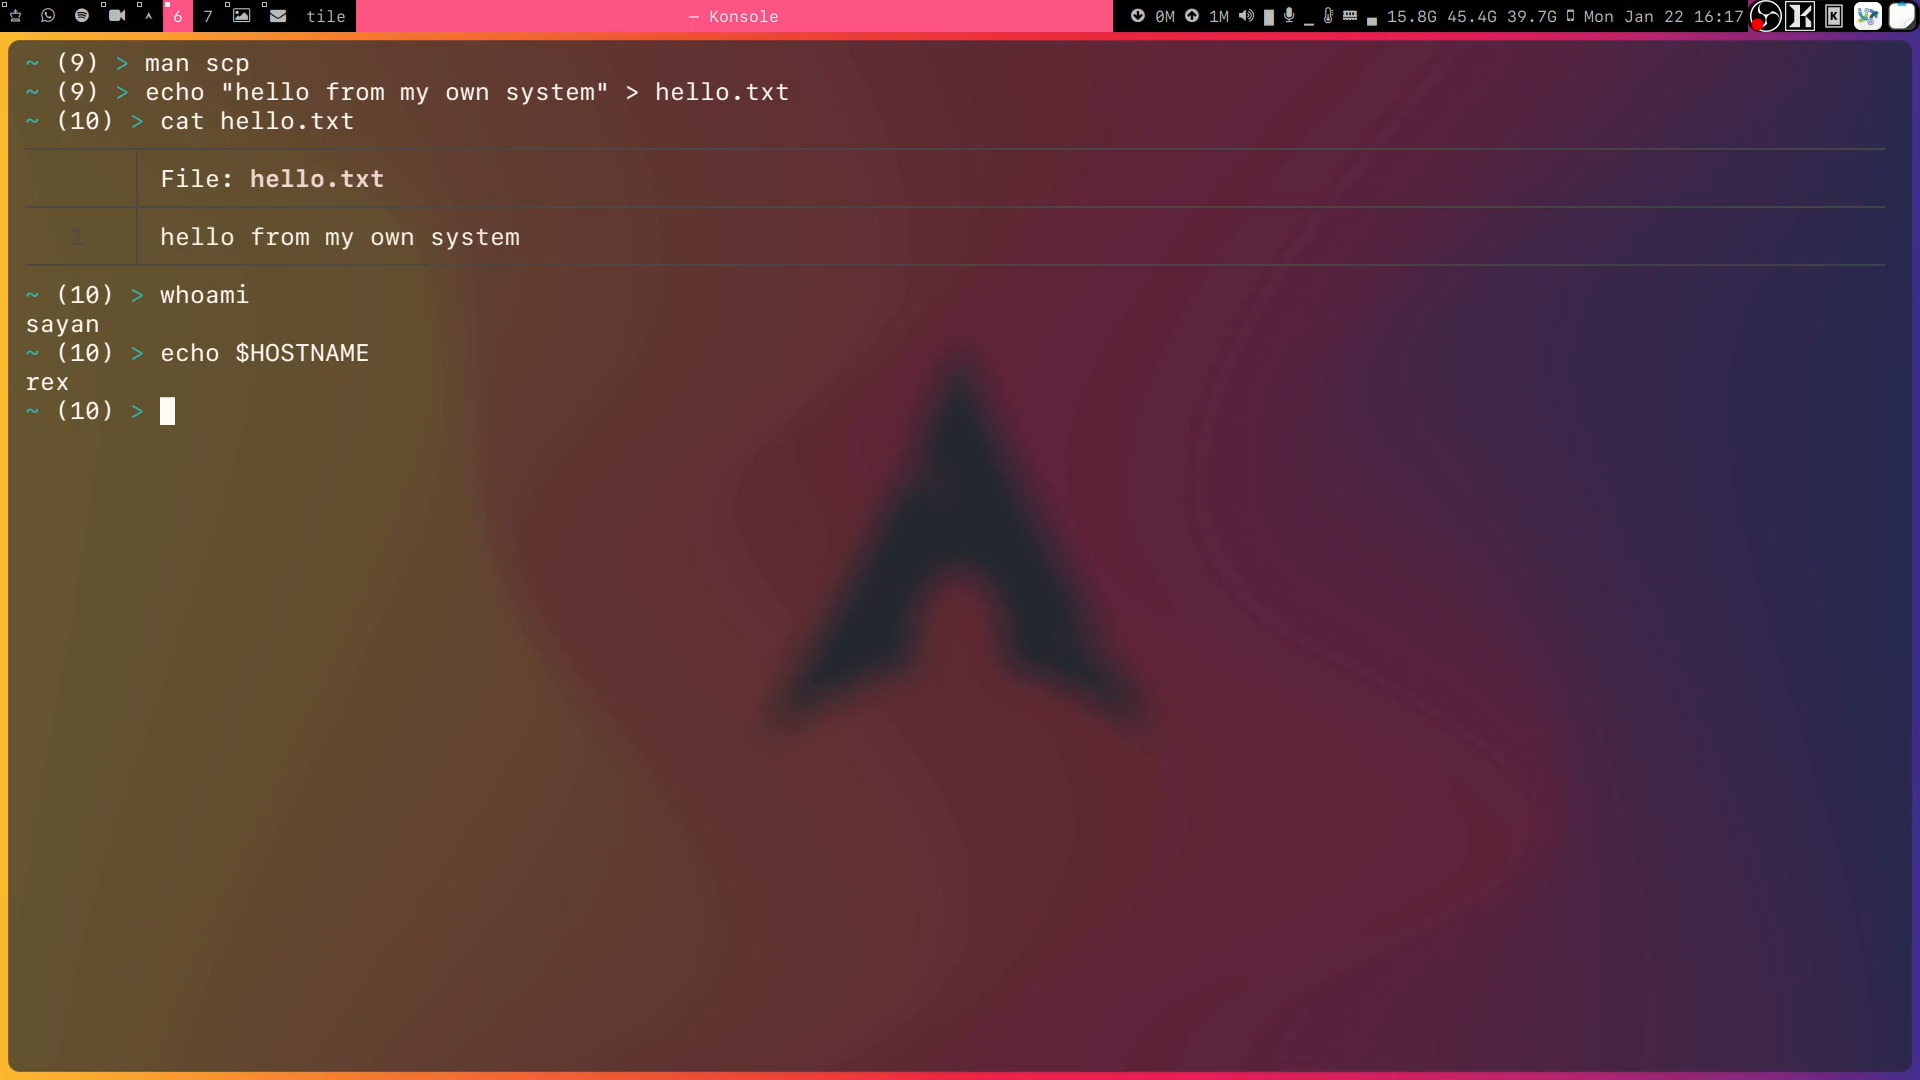 6 7 tile — Konsole 0M 1M 15.8G 45.4G 39.7G Mon Jan 22 16:17
~ (9) > man scp
~ (9) > echo "hello from my own system" > hello.txt
~ (10) > cat hello.txt
File: hello.txt
1 hello from my own system
~ (10) > whoami
sayan
~ (10) > echo $HOSTNAME
rex
~ (10) >